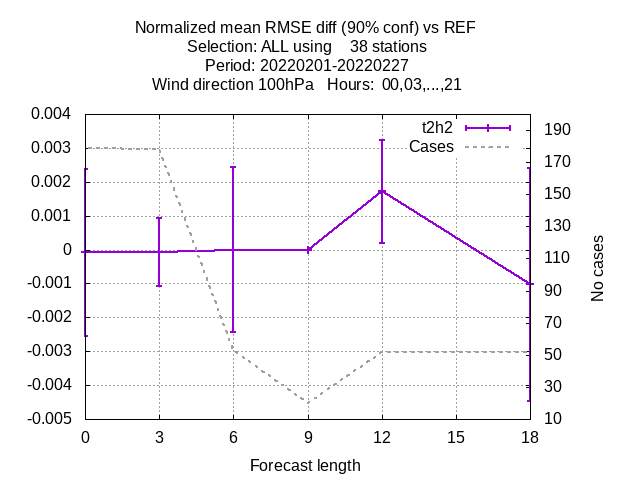 Normalized mean RMSE diff (90% conf) vs REF
Selection: ALL using    38 stations
Period: 20220201-20220227
Wind direction 100hPa   Hours:  00,03,...,21
t2h2
Cases
0.004
0.003
0.002
0.001
0
-0.001
-0.002
-0.003
-0.004
-0.005
190
170
150
130
110
90
70
50
30
10
No cases
0 3 6 9 12 15 18
Forecast length